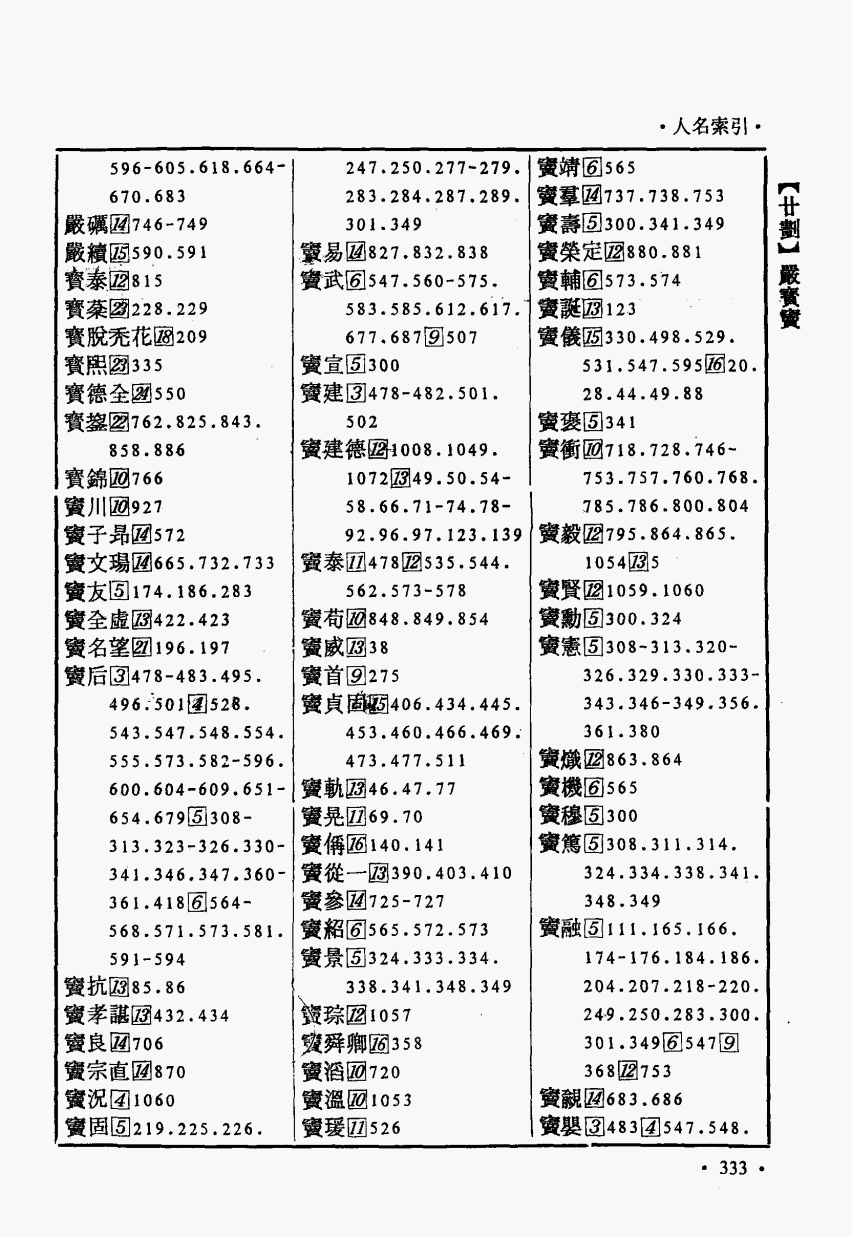 ·人名索引·
【廿劃】嚴寳竇
596-605.618.664-
670.683
嚴礪[14]746-749
嚴續[15]590.591
寳泰[12]815
寳棻[23]228.229
寳脫禿花[18]209
寳熙[23]335
寳德全[24]550
寳鋆[22]762.825.843.
858.886
寳錦[10]766
竇川[10]927
竇子昂[14]572
竇文瑒[14]665.732.733
竇友[5]174.186.283
竇全虛[13]422.423
竇名望[21]196.197
竇后[3]478-483.495.
496.501[4]528.
543.547.548.554.
555.573.582-596.
600.604-609.651-
654.679[5]308-
313.323-326.330-
341.346.347.360-
361.418[6]564-
568.571.573.581.
591-594
竇抗[13]85.86
竇孝諶[13]432.434
竇良[14]706
竇宗直[14]870
竇況[4]1060
竇固[5]219.225.226.
247.250.277-279.
283.284.287.289.
301.349
竇易[14]827.832.838
竇武[6]547.560-575.
583.585.612.617.
677.687[9]507
竇宣[5]300
竇建[3]478-482.501.
502
竇建德[12]1008.1049.
1072[13]49.50.54-
58.66.71-74.78-
92.96.97.123.139
竇泰[11]478[12]535.544.
562.573-578
竇苟[10]848.849.854
竇威[13]38
竇首[9]275
竇貞固[15]406.434.445.
453.460.466.469.
473.477.511
竇軌[13]46.47.77
竇晃[11]69.70
竇偁[16]140.141
竇從一[13]390.403.410
竇參[14]725-727
竇紹[6]565.572.573
竇景[5]324.333.334.
338.341.348.349
竇琮[12]1057
竇舜卿[16]358
竇滔[10]720
竇溫[10]1053
竇瑗[11]526
竇靖[6]565
竇羣[14]737.738.753
竇壽[5]300.341.349
竇榮定[12]880.881
竇輔[6]573.574
竇誕[13]123
竇儀[15]330.498.529.
531.547.595[16]20.
28.44.49.88
竇褒[5]341
竇衝[10]718.728.746-
753.757.760.768.
785.786.800.804
竇毅[12]795.864.865.
1054[13]5
竇賢[12]1059.1060
竇勳[5]300.324
竇憲[5]308-313.320-
326.329.330.333-
343.346-349.356.
361.380
竇熾[12]863.864
竇機[6]565
竇穆[5]300
竇篤[5]308.311.314.
324.334.338.341.
348.349
竇融[5]111.165.166.
174-176.184.186.
204.207.218-220.
249.250.283.300.
301.349[6]547[9]
368[12]753
竇覦[14]683.686
竇嬰[3]483[4]547.548.
·333·